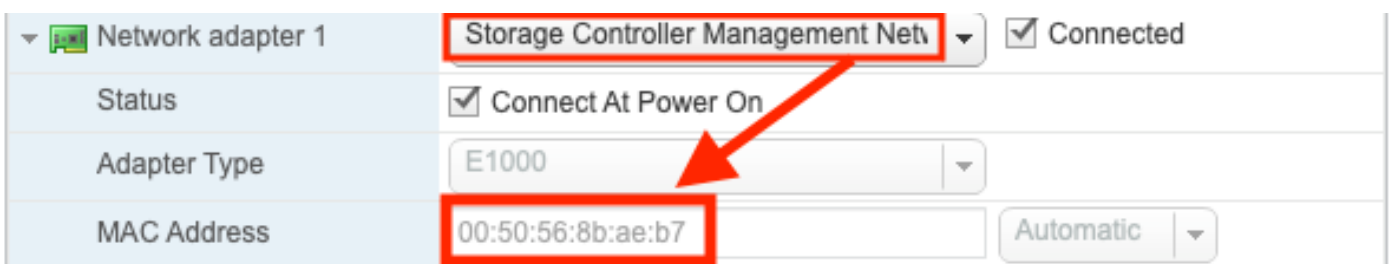 Network adapter 1 Storage Controller Management Netv Connected
Status Connect At Power On
Adapter Type E1000
MAC Address 00:50:56:8b:ae:b7 Automatic